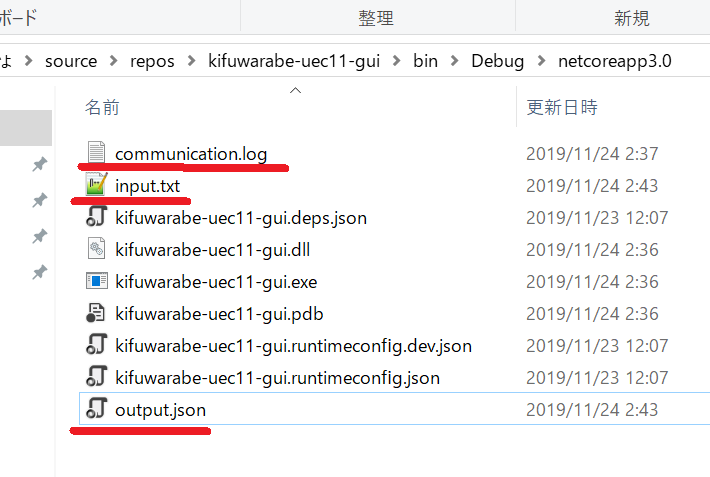 ボード 整理 新規
よ > source > repos > kifuwarabe-uec11-gui > bin > Debug > netcoreapp3.0
名前 更新日時
communication.log 2019/11/24 2:37
input.txt 2019/11/24 2:43
kifuwarabe-uec11-gui.deps.json 2019/11/23 12:07
kifuwarabe-uec11-gui.dll 2019/11/24 2:36
kifuwarabe-uec11-gui.exe 2019/11/24 2:36
kifuwarabe-uec11-gui.pdb 2019/11/24 2:36
kifuwarabe-uec11-gui.runtimeconfig.dev.json 2019/11/23 12:07
kifuwarabe-uec11-gui.runtimeconfig.json 2019/11/23 12:07
output.json 2019/11/24 2:43